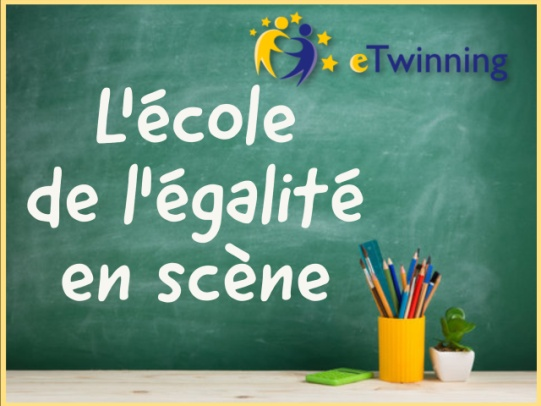 eTwinning
L'école
de l'égalité
en scène